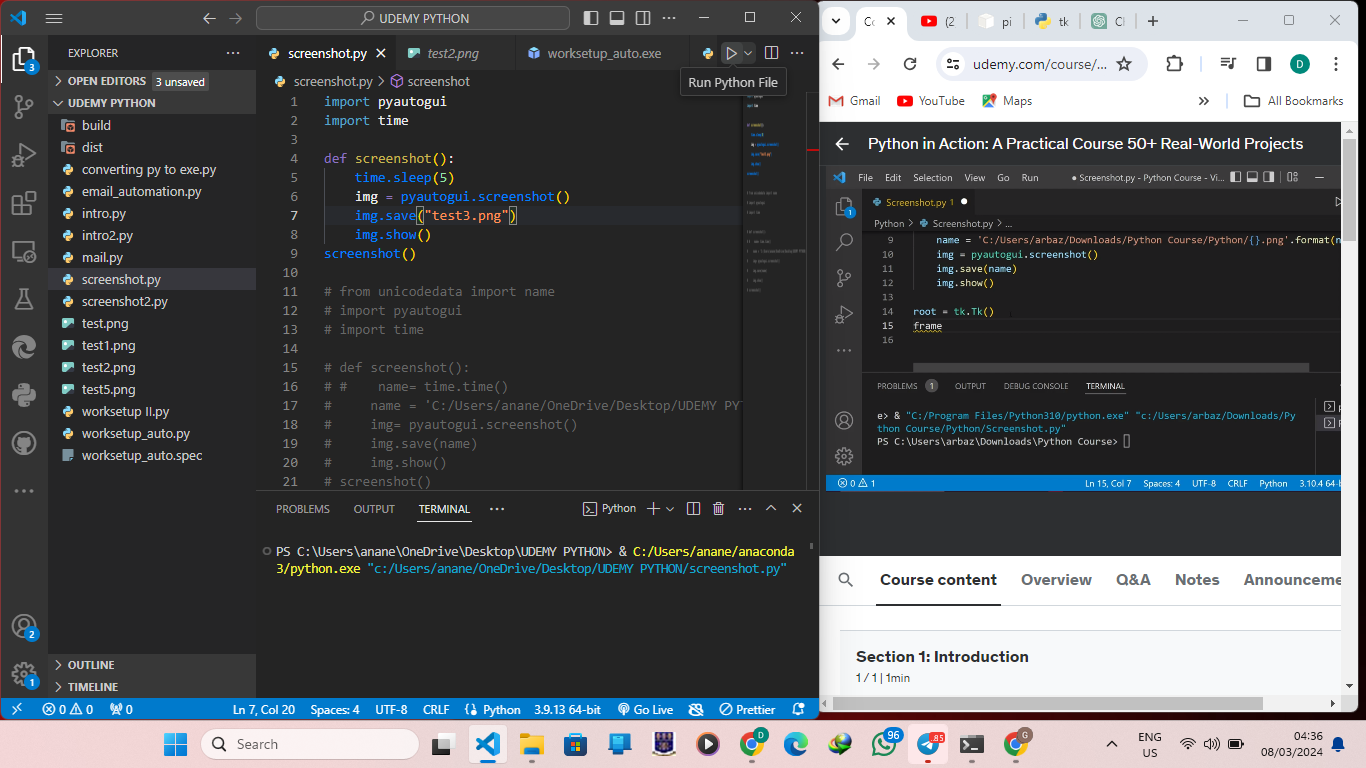 UDEMY PYTHON
EXPLORER
OPEN EDITORS 3 unsaved
UDEMY PYTHON
build
dist
converting py to exe.py
email_automation.py
intro.py
intro2.py
mail.py
screenshot.py
screenshot2.py
test.png
test1.png
test2.png
test5.png
worksetup II.py
worksetup_auto.py
worksetup_auto.spec
OUTLINE
TIMELINE
3
2
1
screenshot.py
test2.png
worksetup_auto.exe
Run Python File
screenshot.py > screenshot
1 import pyautogui
2 import time
3
4 def screenshot():
5 time.sleep(5)
6 img = pyautogui.screenshot()
7 img.save("test3.png")
8 img.show()
9 screenshot()
10
11 # from unicodedata import name
12 # import pyautogui
13 # import time
14
15 # def screenshot():
16 # # name= time.time()
17 # name = 'C:/Users/anane/OneDrive/Desktop/UDEMY PYT
18 # img= pyautogui.screenshot()
19 # img.save(name)
20 # img.show()
21 # screenshot()
PROBLEMS OUTPUT TERMINAL ··· Python
PS C:\Users\anane\OneDrive\Desktop\UDEMY PYTHON> & C:/Users/anane/anaconda
3/python.exe "c:/Users/anane/OneDrive/Desktop/UDEMY PYTHON/screenshot.py"
0 0 0 Ln 7, Col 20 Spaces: 4 UTF-8 CRLF Python 3.9.13 64-bit Go Live Prettier
(2 pi tk
udemy.com/course/... D
Gmail YouTube Maps » All Bookmarks
Python in Action: A Practical Course 50+ Real-World Projects
File Edit Selection View Go Run ● Screenshot.py - Python Course - Vi...
Screenshot.py 1
Python > Screenshot.py > ...
9 name = 'C:/Users/arbaz/Downloads/Python Course/Python/{}.png'.format(n
10 img = pyautogui.screenshot()
11 img.save(name)
12 img.show()
13
14 root = tk.Tk()
15 frame
16
PROBLEMS 1 OUTPUT DEBUG CONSOLE TERMINAL
e> & "C:/Program Files/Python310/python.exe" "c:/Users/arbaz/Downloads/Py
thon Course/Python/Screenshot.py"
PS C:\Users\arbaz\Downloads\Python Course>
0 1 Ln 15, Col 7 Spaces: 4 UTF-8 CRLF Python 3.10.4 64-b
Course content Overview Q&A Notes Announceme
Section 1: Introduction
1 / 1 | 1min
Search
D
96
.85
G
ENG
US
04:36
08/03/2024